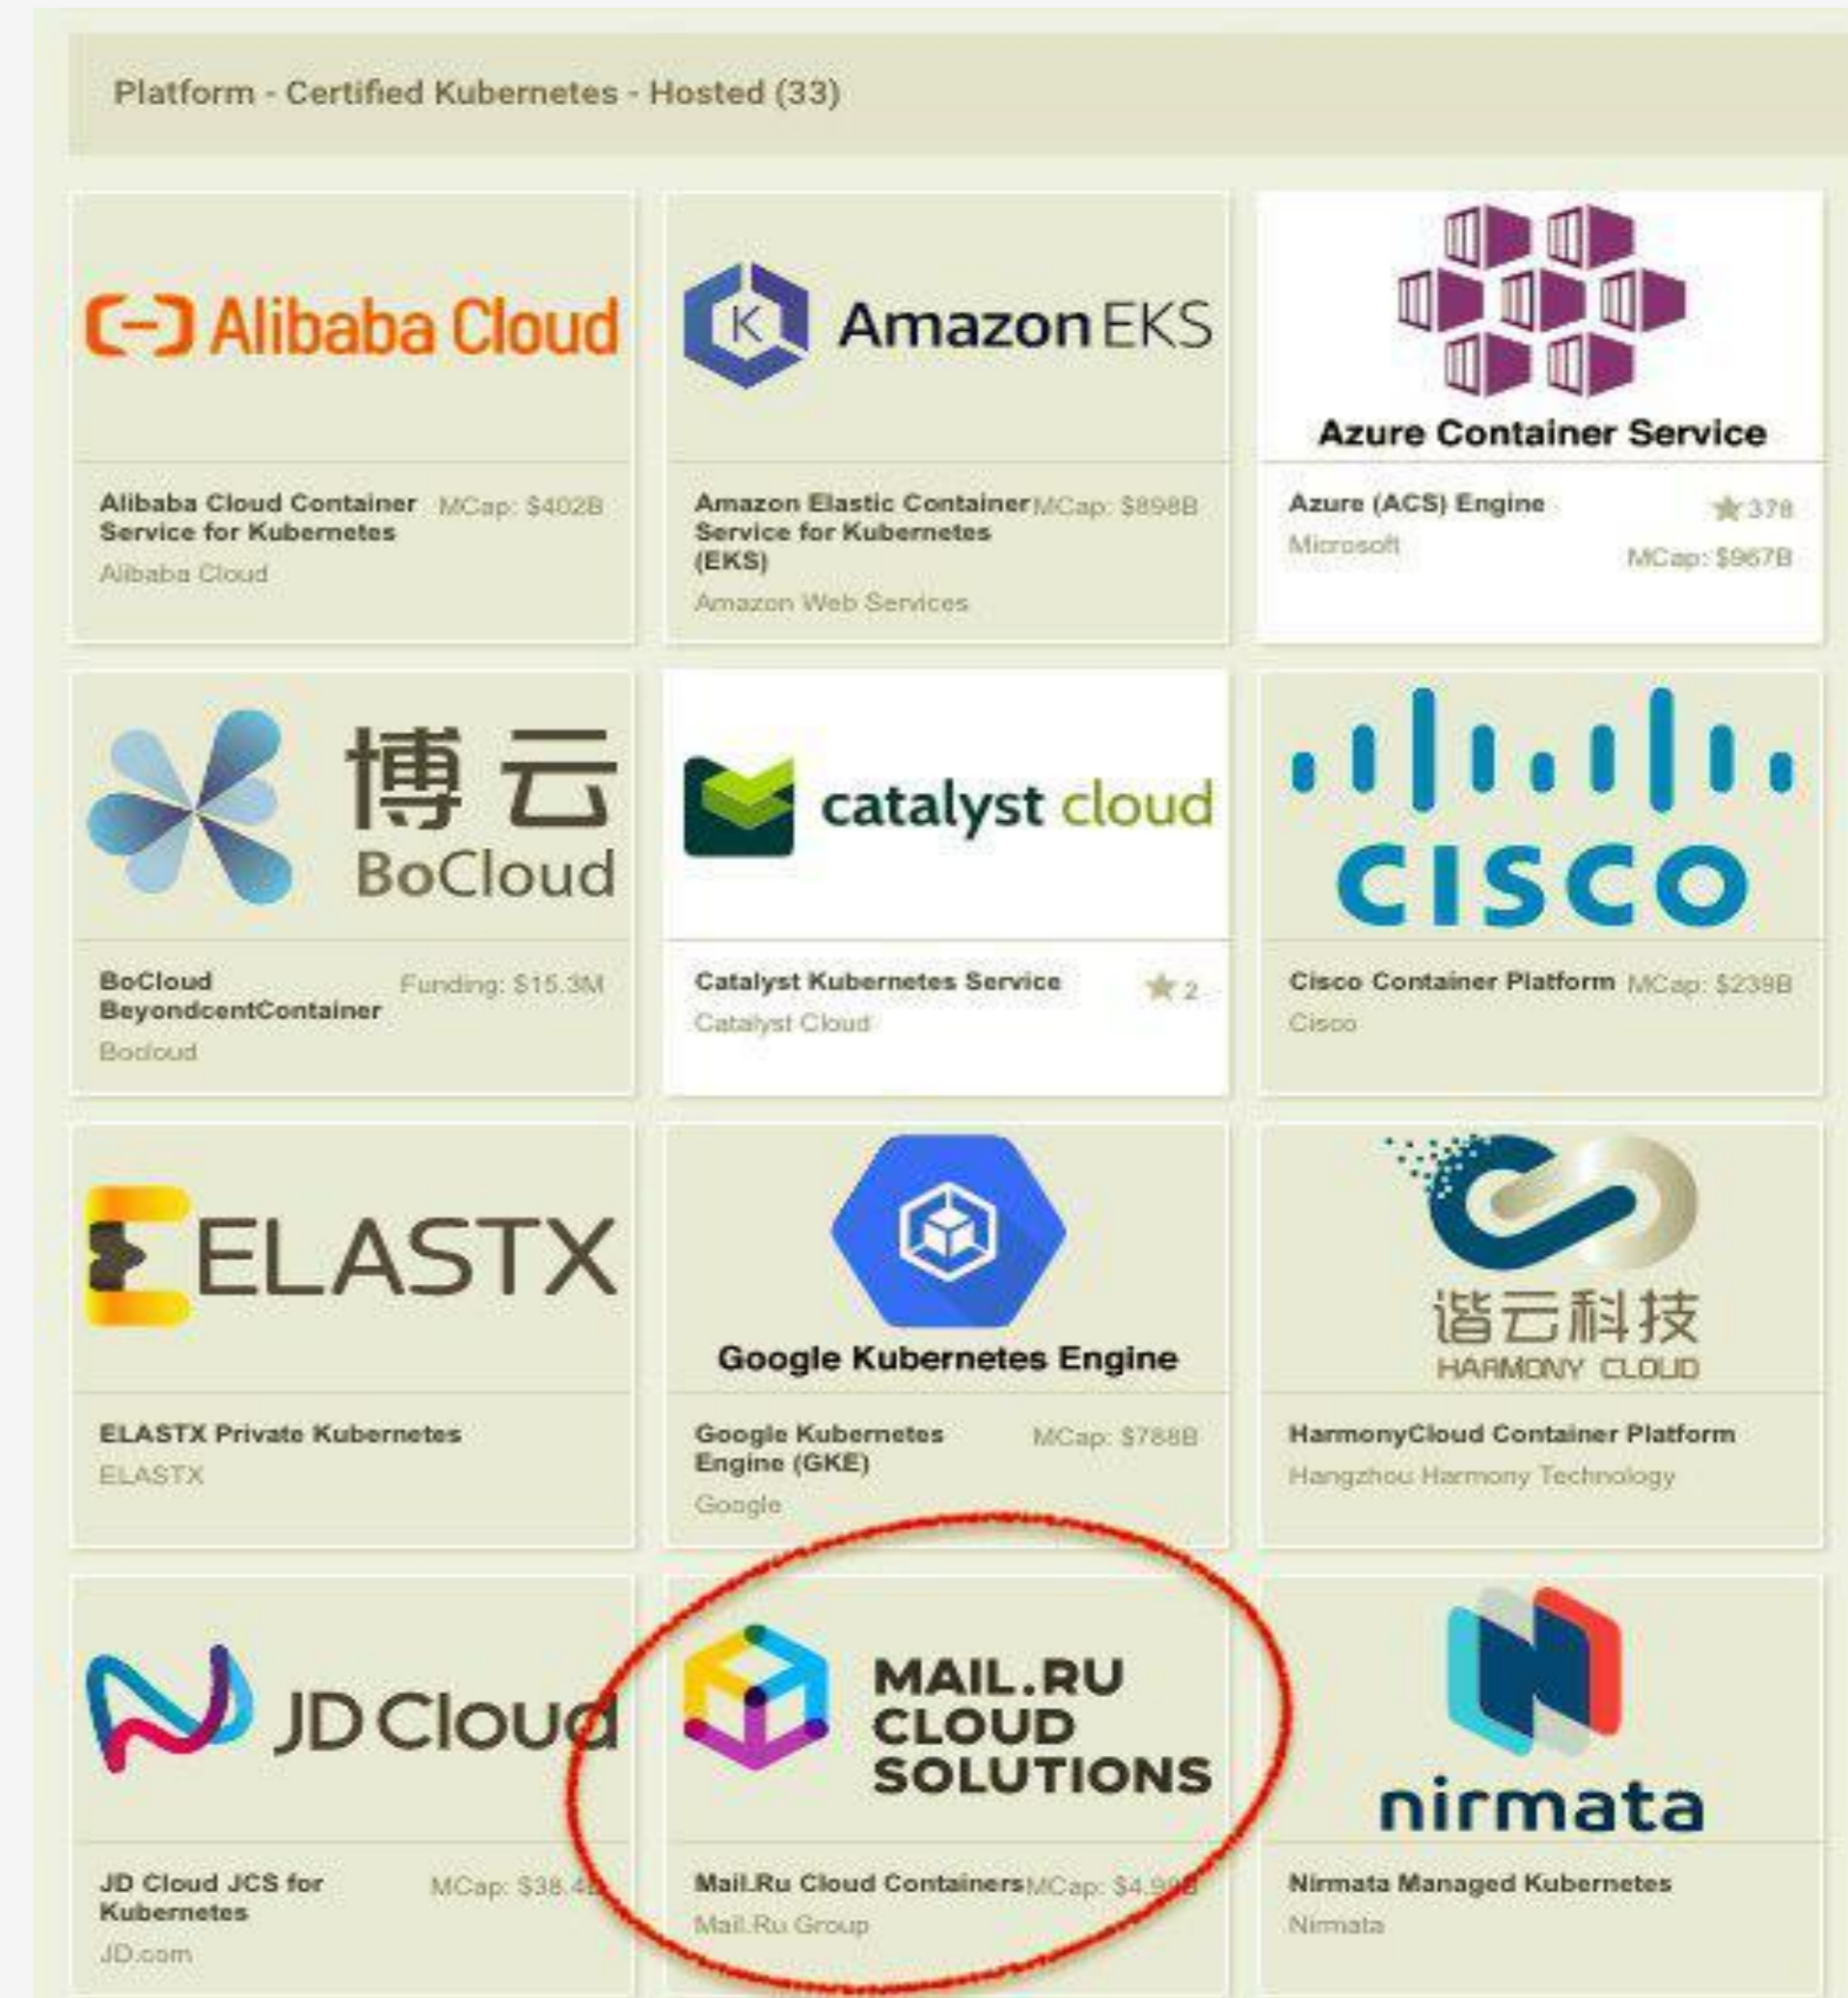 Platform - Certified Kubernetes - Hosted (33)
Alibaba Cloud
K
Amazon EKS
Azure Container Service
Alibaba Cloud Container MCap: $402B
Service for Kubernetes
Alibaba Cloud
Amazon Elastic Container MCap: $898B
Service for Kubernetes
(EKS)
Amazon Web Services
Azure (ACS) Engine ★378
Microsoft
MCap: $967B
博云
BoCloud
catalyst cloud
CISCO
BoCloud Funding: $15.3M
BeyondcentContainer
Bocloud
Catalyst Kubernetes Service ★2
Catalyst Cloud
Cisco Container Platform MCap: $239B
Cisco
ELASTX
Google Kubernetes Engine
谐云科技
HARMONY CLOUD
ELASTX Private Kubernetes
ELASTX
Google Kubernetes MCap: $788B
Engine (GKE)
Google
HarmonyCloud Container Platform
Hangzhou Harmony Technology
JD Cloud
MAIL.RU
CLOUD
SOLUTIONS
nirmata
JD Cloud JCS for MCap: $38.4B
Kubernetes
JD.com
Mail.Ru Cloud Containers MCap:
Mail.Ru Group
Nirmata Managed Kubernetes
Nirmata